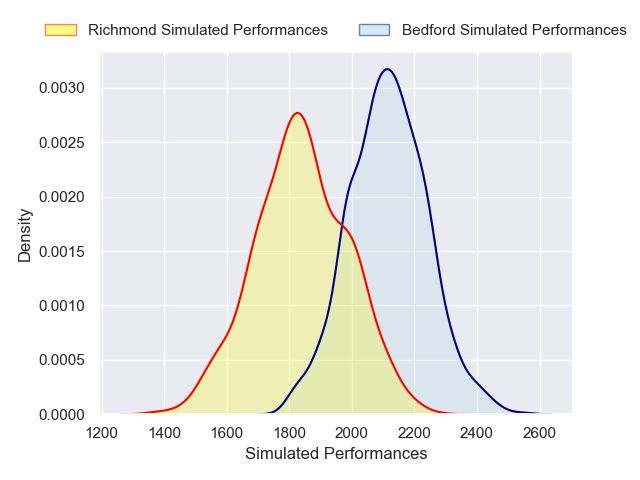 Richmond Simulated Performances Bedford Simulated Performances
0.0030
0.0025
0.0020
0.0015
0.0010
0.0005
0.0000
Density
1200 1400 1600 1800 2000 2200 2400 2600
Simulated Performances